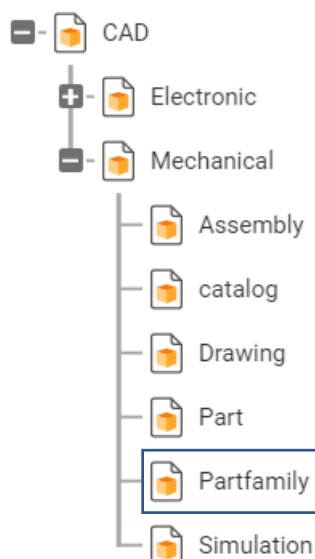 CAD
Electronic
Mechanical
Assembly
catalog
Drawing
Part
Partfamily
Simulation